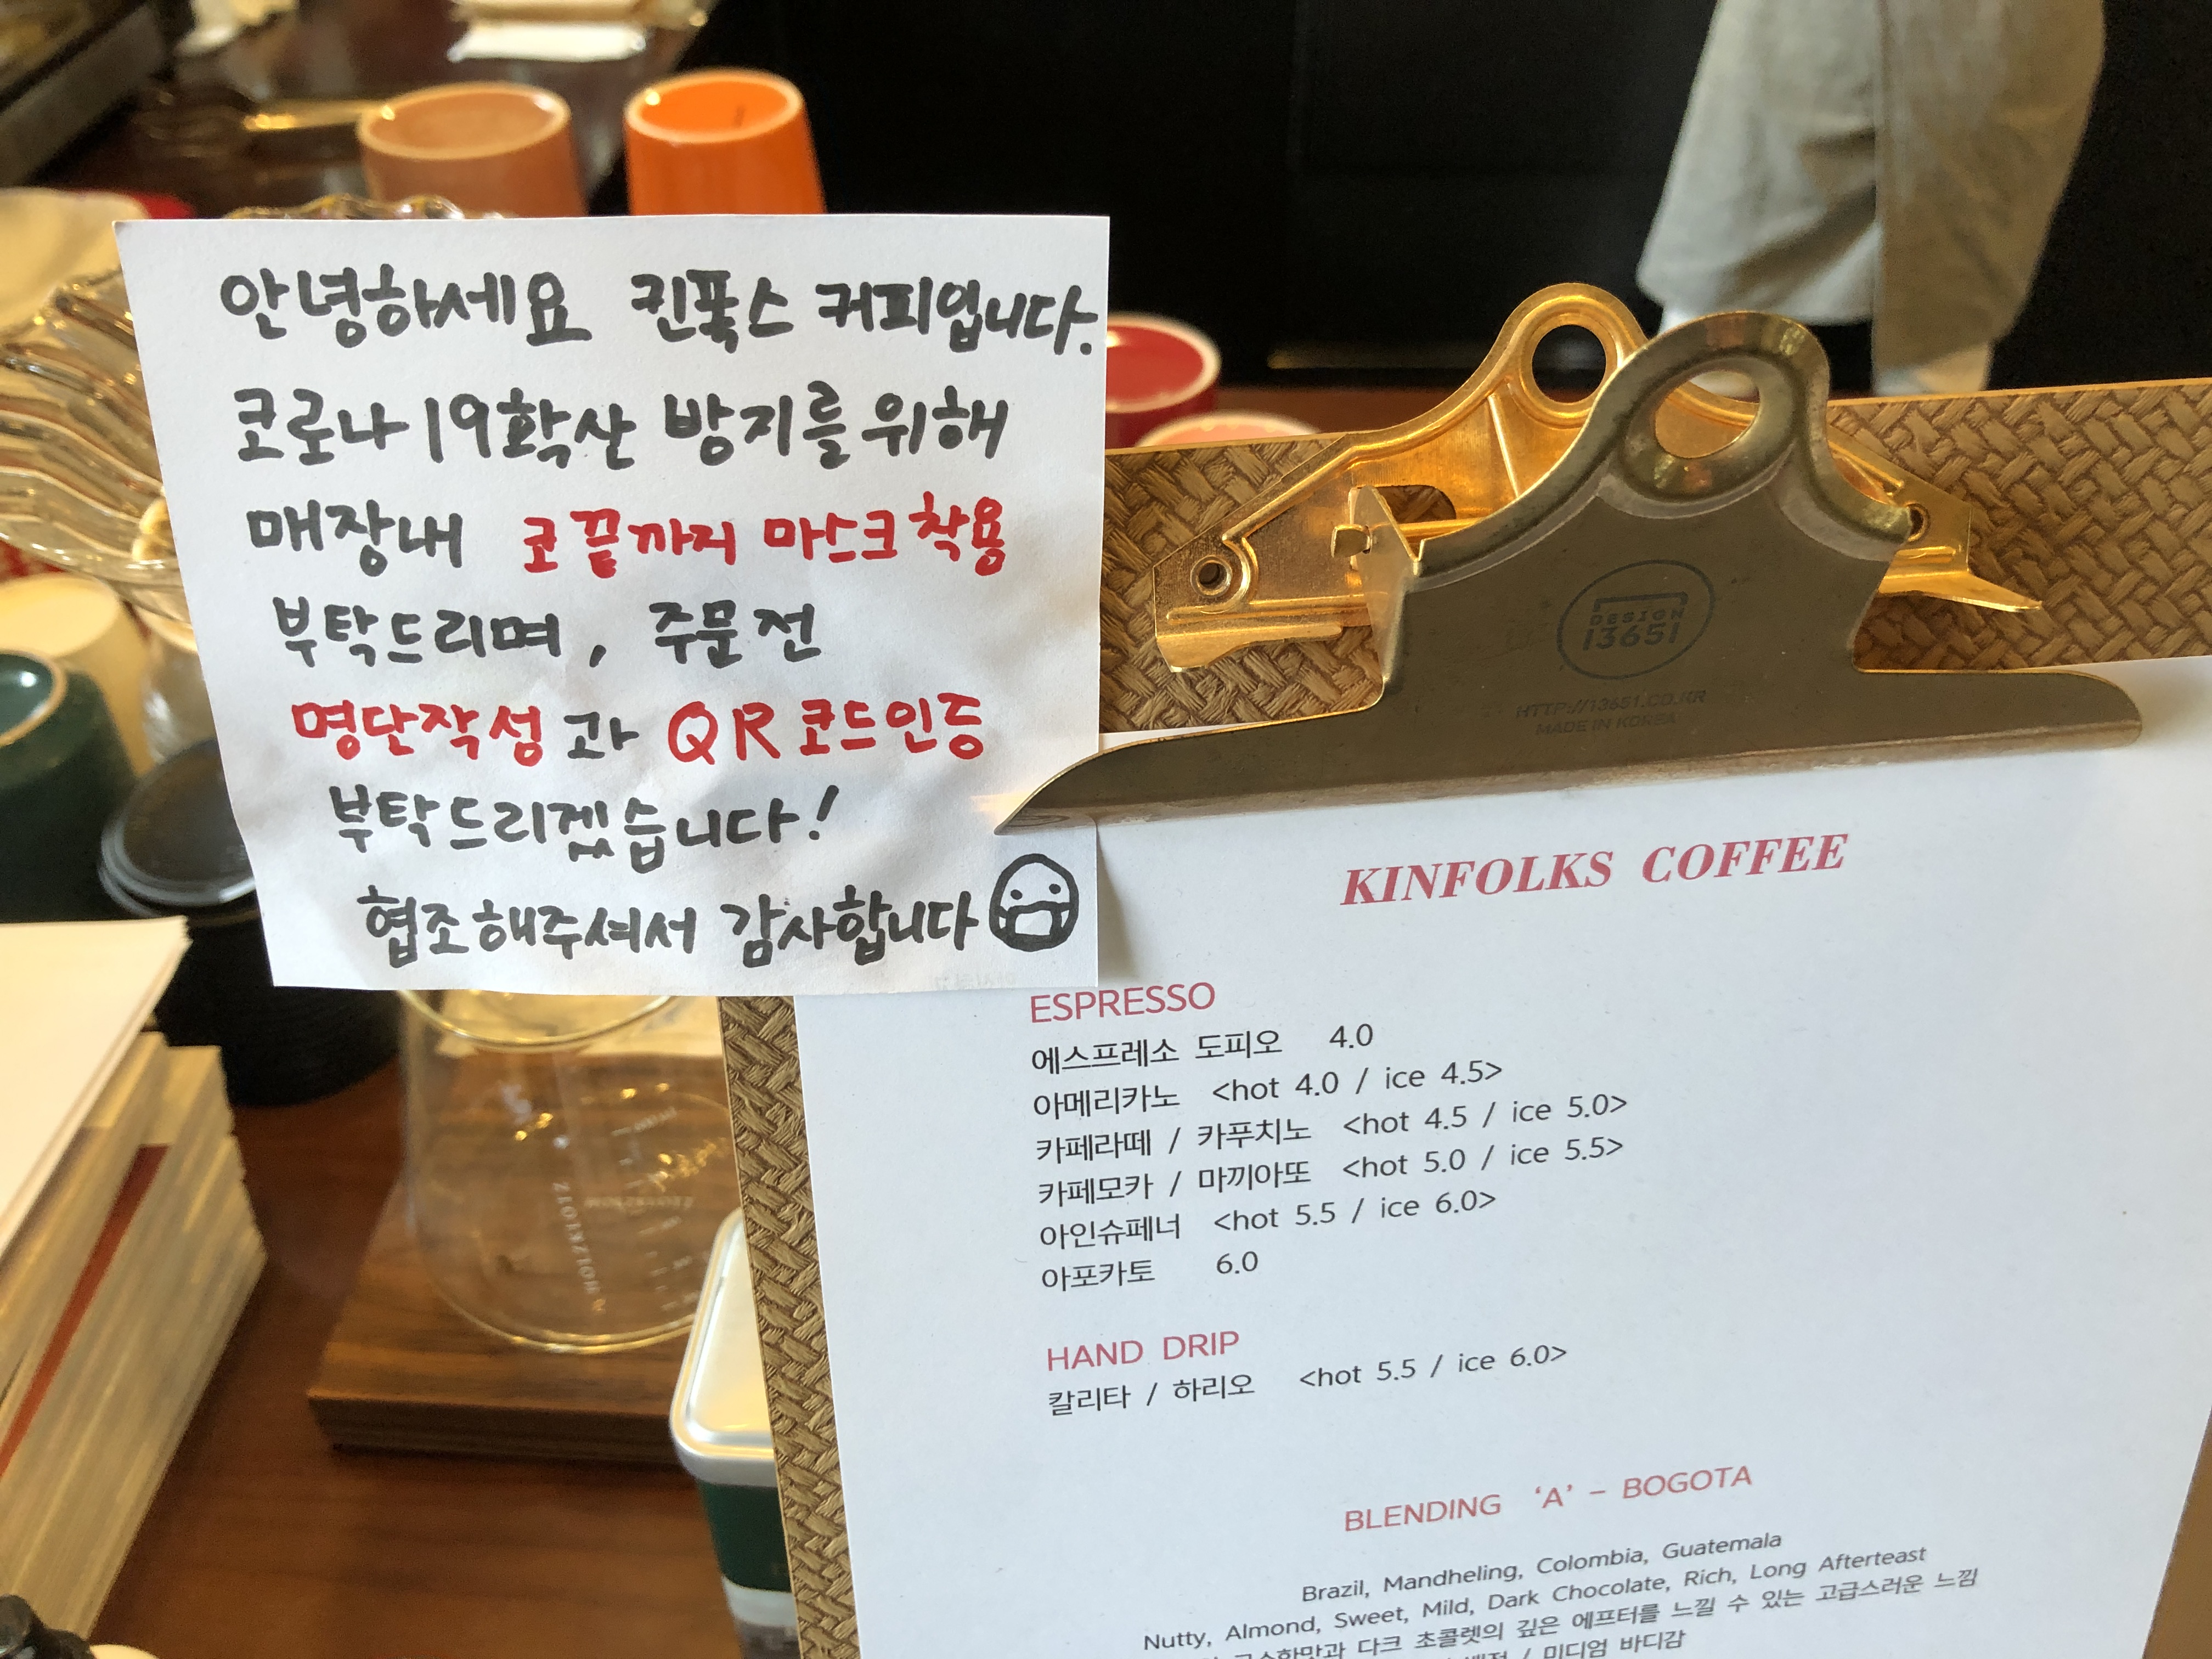 안녕하세요 킨폭스 커피입니다.
코로나19확산 방지를 위해
매장내 코끝까지 마스크 착용
부탁드리며, 주문 전
명단작성과 QR코드인증
부탁드리겠습니다!
협조해주셔서 감사합니다
DESIGN
13651
HTTP://13651.CO.KR
MADE IN KOREA
KINFOLKS COFFEE
ESPRESSO
에스프레소 도피오 4.0
아메리카노 <hot 4.0 / ice 4.5>
카페라떼 / 카푸치노 <hot 4.5 / ice 5.0>
카페모카 / 마끼아또 <hot 5.0 / ice 5.5>
아인슈페너 <hot 5.5 / ice 6.0>
아포카토 6.0
HAND DRIP
칼리타 / 하리오 <hot 5.5 / ice 6.0>
BLENDING 'A' - BOGOTA
Brazil, Mandheling, Colombia, Guatemala
Nutty, Almond, Sweet, Mild, Dark Chocolate, Rich, Long Afterteast
다크 초콜렛의 깊은 에프터를 느낄 수 있는 고급스러운 느낌
/ 미디엄 바디감